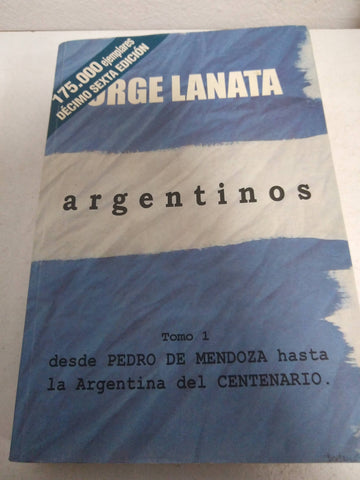 175.000 ejemplares
DÉCIMO SEXTA EDICIÓN
ORGE LANATA
argentinos
Tomo 1
desde PEDRO DE MENDOZA hasta
la Argentina del CENTENARIO.